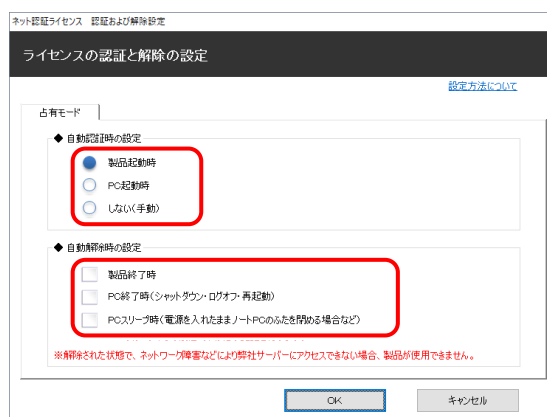 ネット認証ライセンス 認証および解除設定
ライセンスの認証と解除の設定
設定方法について
占有モード
◆ 自動認証時の設定
製品起動時
PC起動時
しない(手動)
◆ 自動解除時の設定
製品終了時
PC終了時(シャットダウン・ログオフ・再起動)
PCスリープ時(電源を入れたままノートPCのふたを閉める場合など)
※解除された状態で、ネットワーク障害などにより弊社サーバーにアクセスできない場合、製品が使用できません。
OK
キャンセル